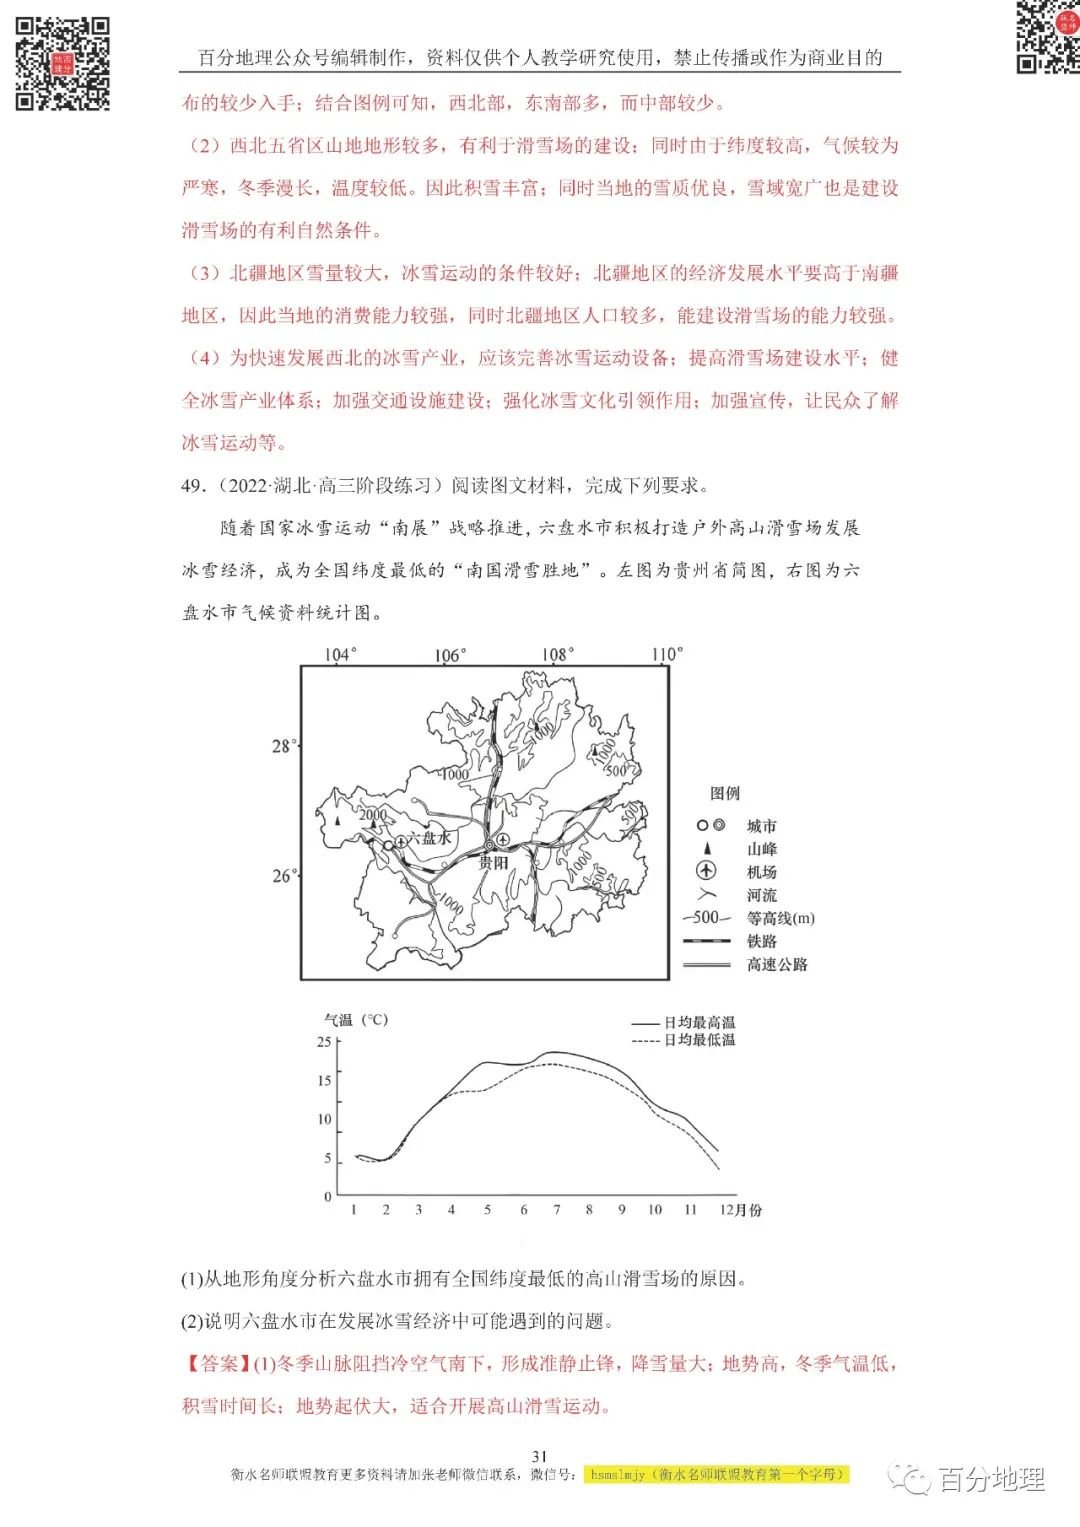 百分地理公众号编辑制作，资料仅供个人教学研究使用，禁止传播或作为商业目的
布的较少入手；结合图例可知，西北部，东南部多，而中部较少。
（2）西北五省区山地地形较多，有利于滑雪场的建设；同时由于纬度较高，气候较为
严寒，冬季漫长，温度较低。因此积雪丰富；同时当地的雪质优良，雪域宽广也是建设
滑雪场的有利自然条件。
（3）北疆地区雪量较大，冰雪运动的条件较好；北疆地区的经济发展水平要高于南疆
地区，因此当地的消费能力较强，同时北疆地区人口较多，能建设滑雪场的能力较强。
（4）为快速发展西北的冰雪产业，应该完善冰雪运动设备；提高滑雪场建设水平；健
全冰雪产业体系；加强交通设施建设；强化冰雪文化引领作用；加强宣传，让民众了解
冰雪运动等。
49.（2022·湖北·高三阶段练习）阅读图文材料，完成下列要求。
随着国家冰雪运动“南展”战略推进，六盘水市积极打造户外高山滑雪场发展
冰雪经济，成为全国纬度最低的“南国滑雪胜地”。左图为贵州省简图，右图为六
盘水市气候资料统计图。
104° 106° 108° 110°
28°
26°
1000
1000
500
1000
2000
六盘水
贵阳
500
1000
500
1000
图例
城市
山峰
机场
河流
500 等高线(m)
铁路
高速公路
气温（℃）
日均最高温
日均最低温
25
15
10
5
0
1 2 3 4 5 6 7 8 9 10 11 12月份
(1)从地形角度分析六盘水市拥有全国纬度最低的高山滑雪场的原因。
(2)说明六盘水市在发展冰雪经济中可能遇到的问题。
【答案】(1)冬季山脉阻挡冷空气南下，形成准静止锋，降雪量大；地势高，冬季气温低，
积雪时间长；地势起伏大，适合开展高山滑雪运动。
31
衡水名师联盟教育更多资料请加张老师微信联系，微信号： hsmslmjy（衡水名师联盟教育第一个字母）
百分地理